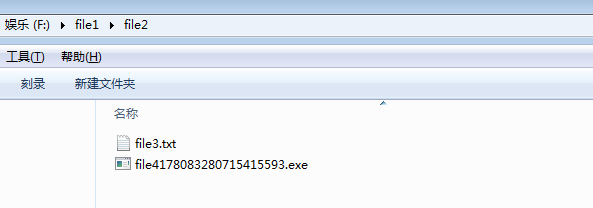 娱乐 (F:) ▸ file1 ▸ file2
工具(T) 帮助(H)
刻录 新建文件夹
名称
file3.txt
file4178083280715415593.exe